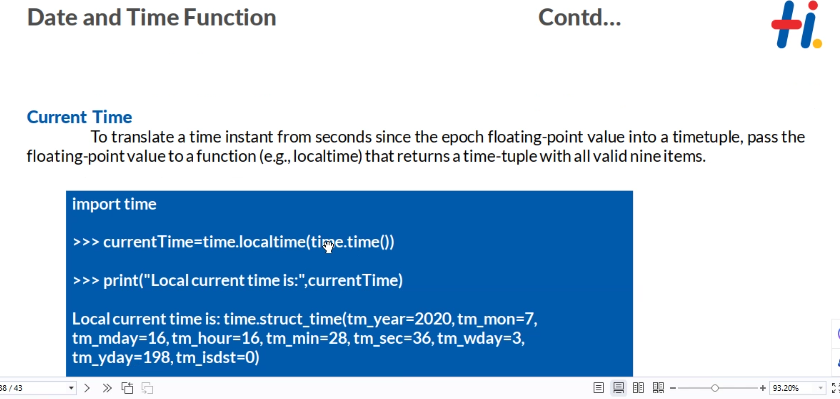 Date and Time Function Contd...
Hi.
Current Time
To translate a time instant from seconds since the epoch floating-point value into a timetuple, pass the
floating-point value to a function (e.g., localtime) that returns a time-tuple with all valid nine items.
import time
>>> currentTime=time.localtime(time.time())
>>> print("Local current time is:",currentTime)
Local current time is: time.struct_time(tm_year=2020, tm_mon=7,
tm_mday=16, tm_hour=16, tm_min=28, tm_sec=36, tm_wday=3,
tm_yday=198, tm_isdst=0)
38 / 43 93.20%